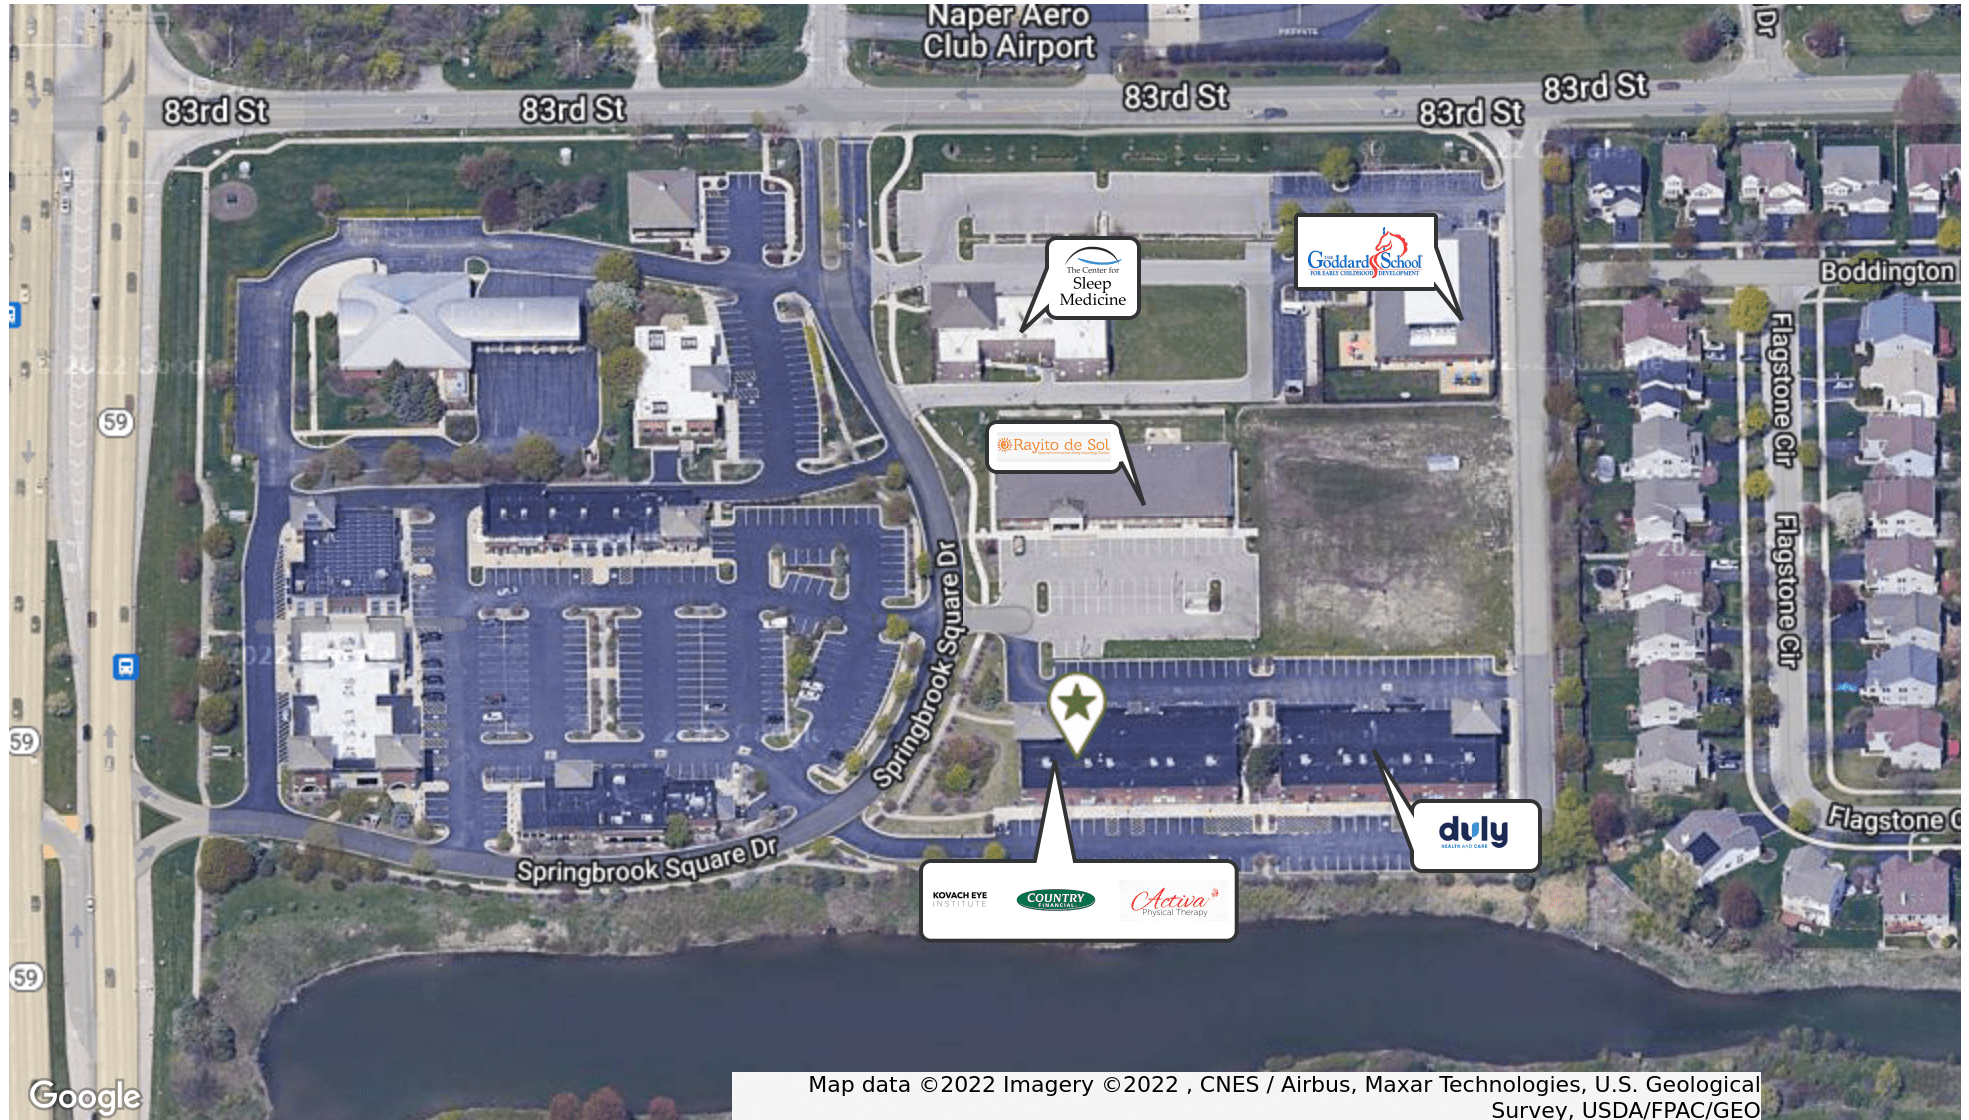 Naper Aero
Club Airport
PRIVATE
Dr
83rd St
83rd St
83rd St
83rd St
83rd St
The Center for
Sleep
Medicine
THE
Goddard School
FOR EARLY CHILDHOOD DEVELOPMENT
Boddington
Flagstone Cir
59
Rayito de Sol
Flagstone Cir
Springbrook Square Dr
59
duly
HEALTH AND CARE
Flagstone C
Springbrook Square Dr
KOVACH EYE
INSTITUTE
COUNTRY
FINANCIAL
Activa
Physical Therapy
59
Google
Map data ©2022 Imagery ©2022 , CNES / Airbus, Maxar Technologies, U.S. Geological
Survey, USDA/FPAC/GEO